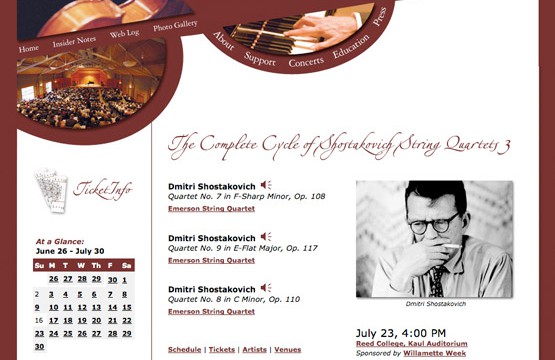 Home
Insider Notes
Web Log
Photo Gallery
About
Support
Concerts
Education
Press
The Complete Cycle of Shostakovich String Quartets 3
TicketInfo
At a Glance:
June 26 - July 30
Su M T W Th F Sa
26 27 28 29 30 1
2 3 4 5 6 7 8
9 10 11 12 13 14 15
16 17 18 19 20 21 22
23 24 25 26 27 28 29
30
Dmitri Shostakovich
Quartet No. 7 in F-Sharp Minor, Op. 108
Emerson String Quartet
Dmitri Shostakovich
Quartet No. 9 in E-Flat Major, Op. 117
Emerson String Quartet
Dmitri Shostakovich
Quartet No. 8 in C Minor, Op. 110
Emerson String Quartet
Dmitri Shostakovich
July 23, 4:00 PM
Reed College, Kaul Auditorium
Sponsored by Willamette Week
Schedule | Tickets | Artists | Venues